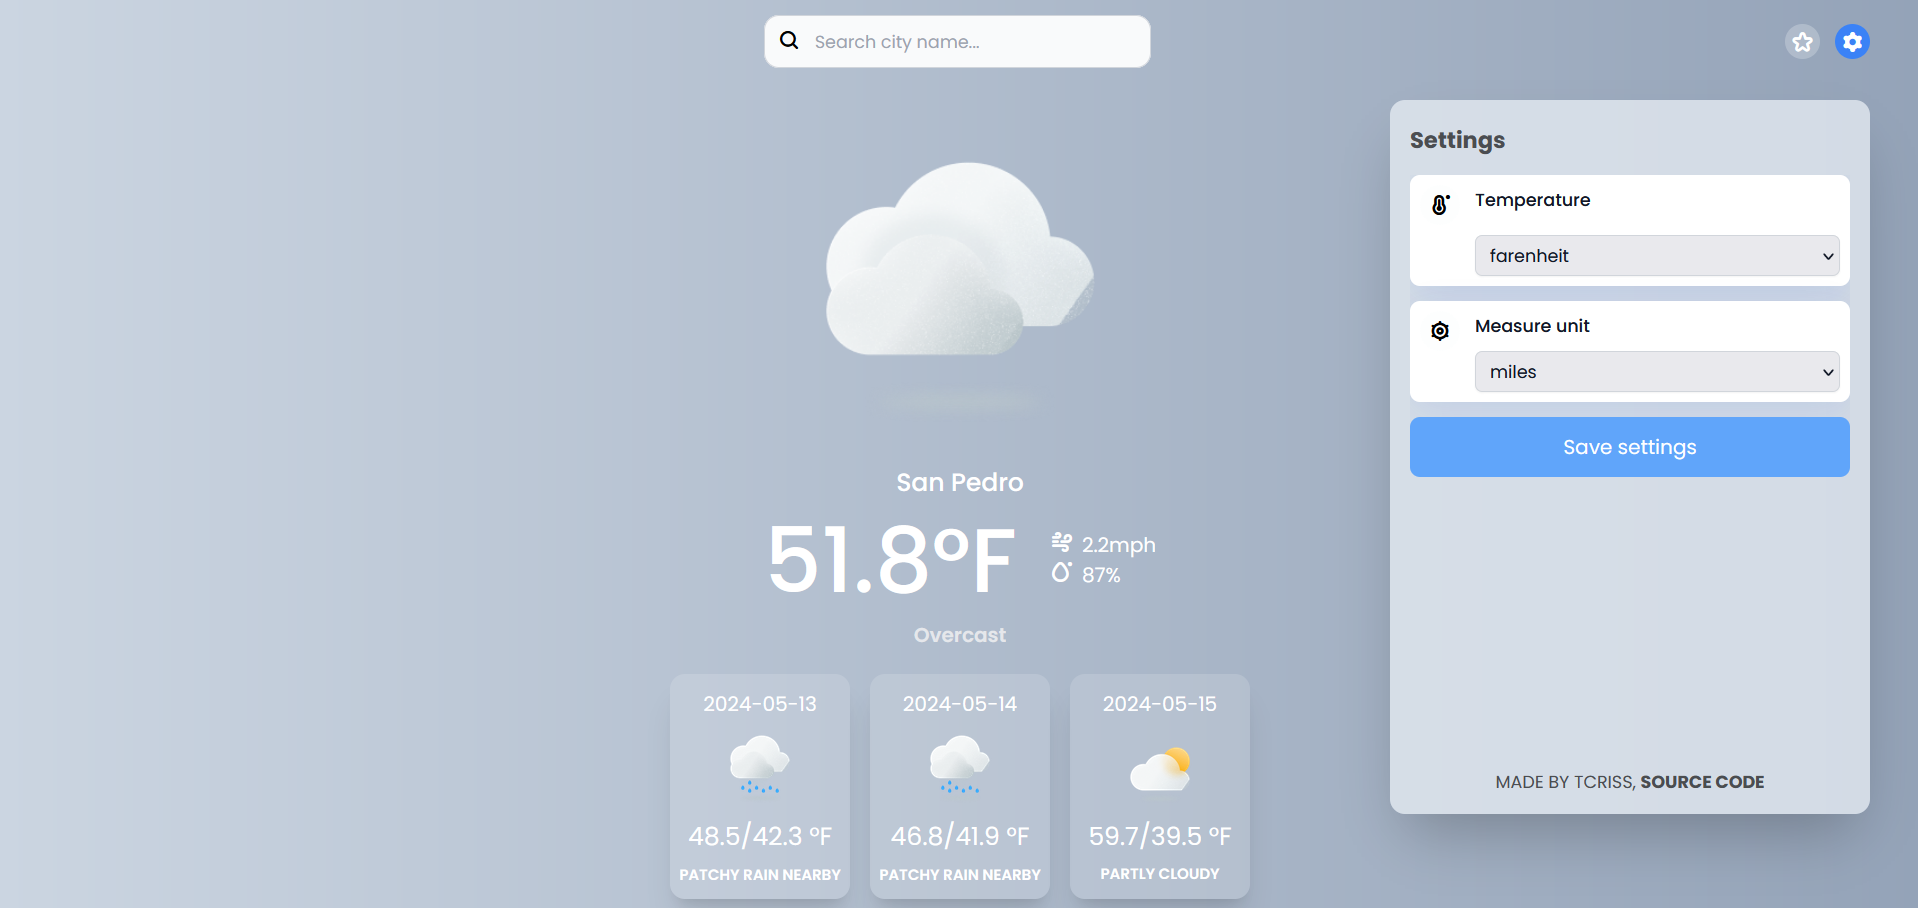 Search city name...
San Pedro
51.8°F
2.2mph
87%
Overcast
2024-05-13
48.5/42.3 °F
PATCHY RAIN NEARBY
2024-05-14
46.8/41.9 °F
PATCHY RAIN NEARBY
2024-05-15
59.7/39.5 °F
PARTLY CLOUDY
Settings
Temperature
farenheit
Measure unit
miles
Save settings
MADE BY TCRISS, SOURCE CODE